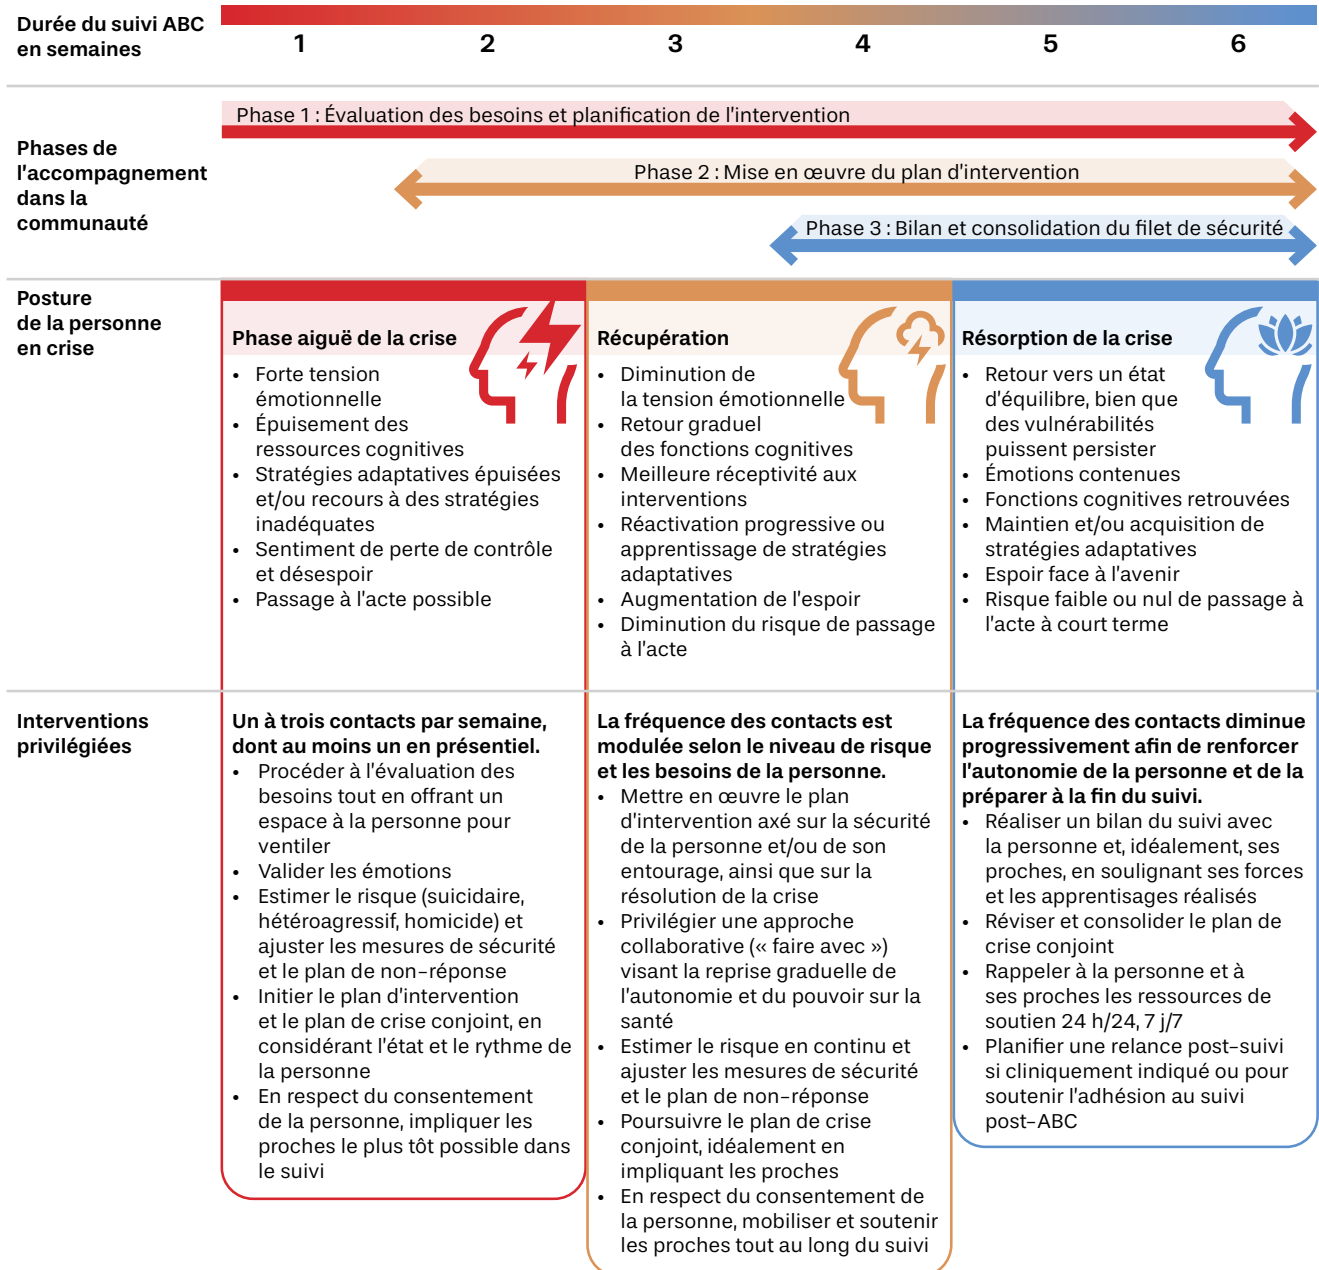 Durée du suivi ABC
en semaines
1 2 3 4 5 6
Phases de
l'accompagnement
dans la
communauté
Phase 1 : Évaluation des besoins et planification de l'intervention
Phase 2 : Mise en œuvre du plan d'intervention
Phase 3 : Bilan et consolidation du filet de sécurité
Posture
de la personne
en crise
Phase aiguë de la crise
• Forte tension
émotionnelle
• Épuisement des
ressources cognitives
• Stratégies adaptatives épuisées
et/ou recours à des stratégies
inadéquates
• Sentiment de perte de contrôle
et désespoir
• Passage à l'acte possible
Récupération
• Diminution de
la tension émotionnelle
• Retour graduel
des fonctions cognitives
• Meilleure réceptivité aux
interventions
• Réactivation progressive ou
apprentissage de stratégies
adaptatives
• Augmentation de l'espoir
• Diminution du risque de passage
à l'acte
Résorption de la crise
• Retour vers un état
d'équilibre, bien que
des vulnérabilités
puissent persister
• Émotions contenues
• Fonctions cognitives retrouvées
• Maintien et/ou acquisition de
stratégies adaptatives
• Espoir face à l'avenir
• Risque faible ou nul de passage à
l'acte à court terme
Interventions
privilégiées
Un à trois contacts par semaine,
dont au moins un en présentiel.
• Procéder à l'évaluation des
besoins tout en offrant un
espace à la personne pour
ventiler
• Valider les émotions
• Estimer le risque (suicidaire,
hétéroagressif, homicide) et
ajuster les mesures de sécurité
et le plan de non-réponse
• Initier le plan d'intervention
et le plan de crise conjoint, en
considérant l'état et le rythme de
la personne
• En respect du consentement
de la personne, impliquer les
proches le plus tôt possible dans
le suivi
La fréquence des contacts est
modulée selon le niveau de risque
et les besoins de la personne.
• Mettre en œuvre le plan
d'intervention axé sur la sécurité
de la personne et/ou de son
entourage, ainsi que sur la
résolution de la crise
• Privilégier une approche
collaborative (« faire avec »)
visant la reprise graduelle de
l'autonomie et du pouvoir sur la
santé
• Estimer le risque en continu et
ajuster les mesures de sécurité
et le plan de non-réponse
• Poursuivre le plan de crise
conjoint, idéalement en
impliquant les proches
• En respect du consentement de
la personne, mobiliser et soutenir
les proches tout au long du suivi
La fréquence des contacts diminue
progressivement afin de renforcer
l'autonomie de la personne et de la
préparer à la fin du suivi.
• Réaliser un bilan du suivi avec
la personne et, idéalement, ses
proches, en soulignant ses forces
et les apprentisages réalisés
• Réviser et consolider le plan de
crise conjoint
• Rappeler à la personne et à
ses proches les ressources de
soutien 24 h/24, 7 j/7
• Planifier une relance post-suivi
si cliniquement indiqué ou pour
soutenir l'adhésion au suivi
post-ABC